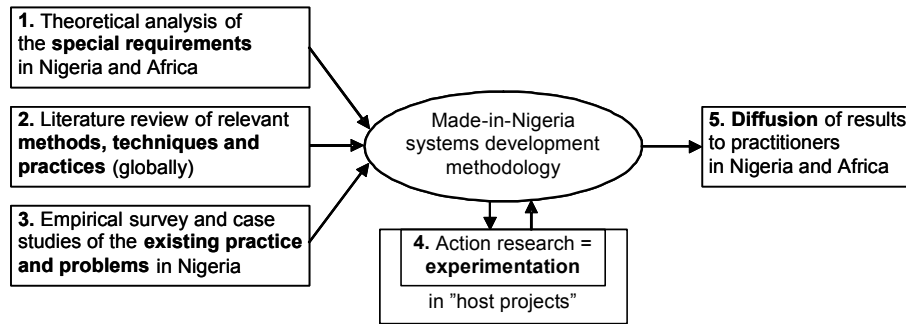 1. Theoretical analysis of
the special requirements
in Nigeria and Africa
2. Literature review of relevant
methods, techniques and
practices (globally)
3. Empirical survey and case
studies of the existing practice
and problems in Nigeria
Made-in-Nigeria
systems development
methodology
4. Action research =
experimentation
in ”host projects”
5. Diffusion of results
to practitioners
in Nigeria and Africa